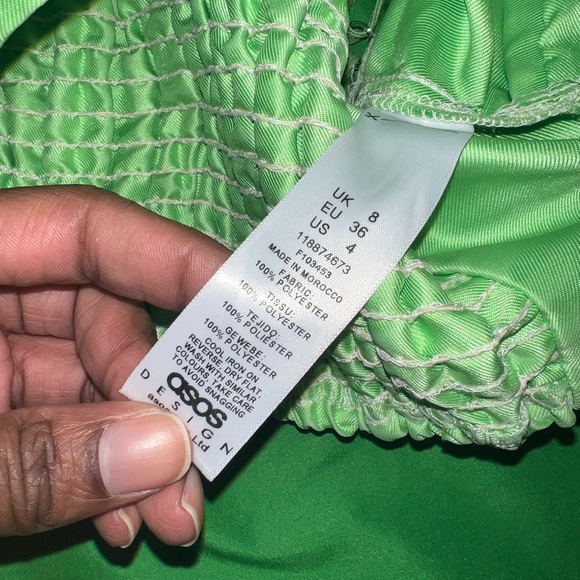 UK 8
EU 36
US 4
118874673
F103453
MADE IN MOROCCO
FABRIC:
100% POLYESTER
TISSU:
100% POLYESTER
TEJIDO:
100% POLIESTER
GEWEBE:
100% POLYESTER
COOL IRON ON
REVERSE. DRY FLAT.
WASH WITH SIMILAR
COLOURS TAKE CARE
TO AVOID SNAGGING
asos
DESIGN
Ltd